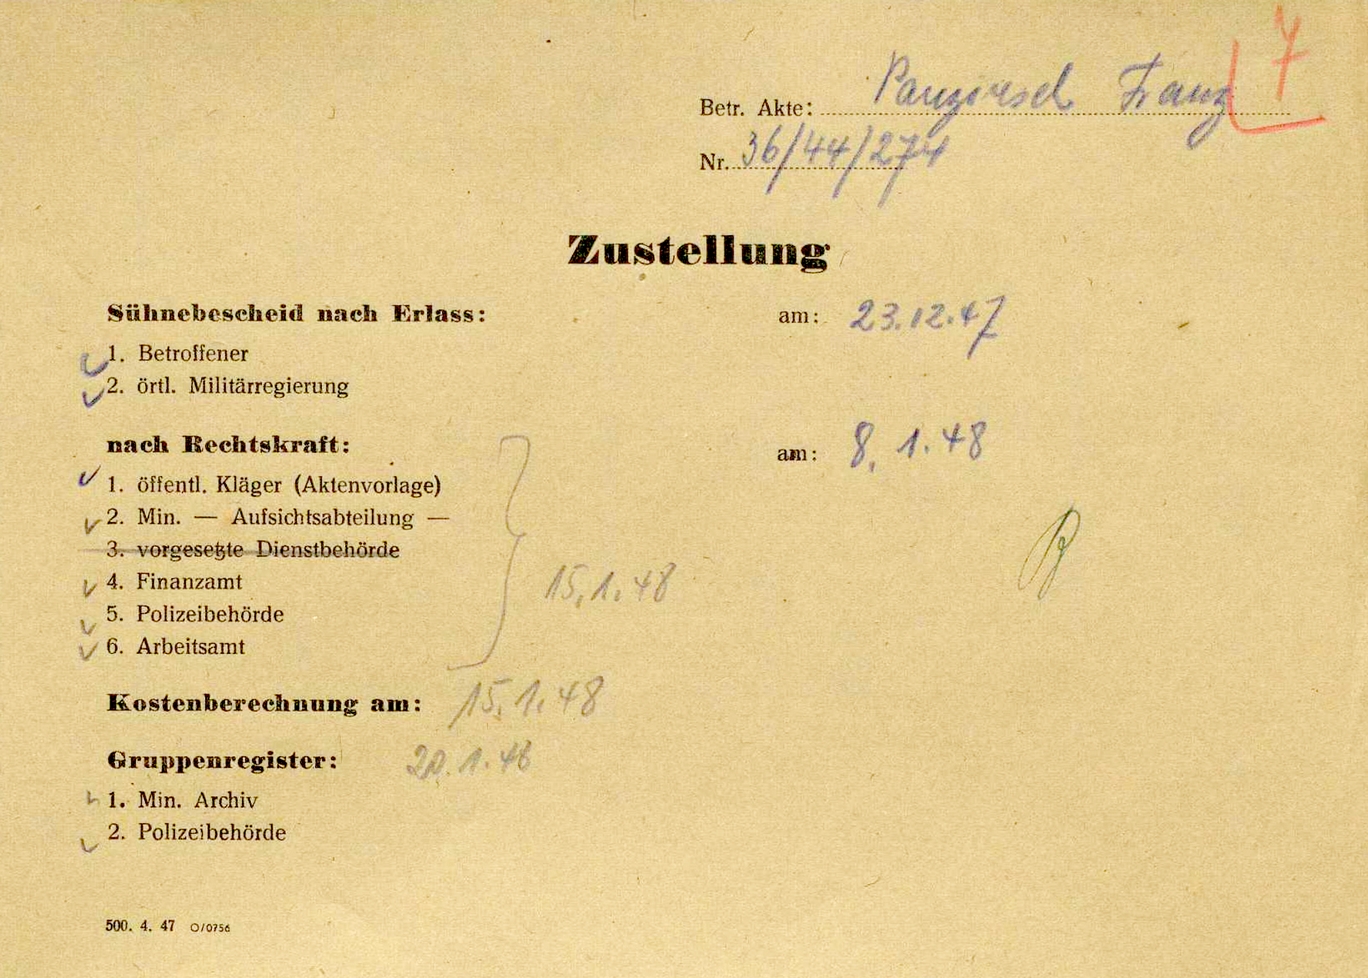 7
Betr. Akte: Panzirsch Franz
Nr. 36/44/274
Zustellung
Sühnebescheid nach Erlass: am: 23.12.47
1. Betroffener
2. örtl. Militärregierung
nach Rechtskraft: am: 8.1.48
1. öffentl. Kläger (Aktenvorlage)
2. Min. — Aufsichtsabteilung —
3. vorgesetzte Dienstbehörde
4. Finanzamt 15.1.48
5. Polizeibehörde
6. Arbeitsamt
Kostenberechnung am: 15.1.48
Gruppenregister: 20.1.48
1. Min. Archiv
2. Polizeibehörde
500. 4. 47 O/0756